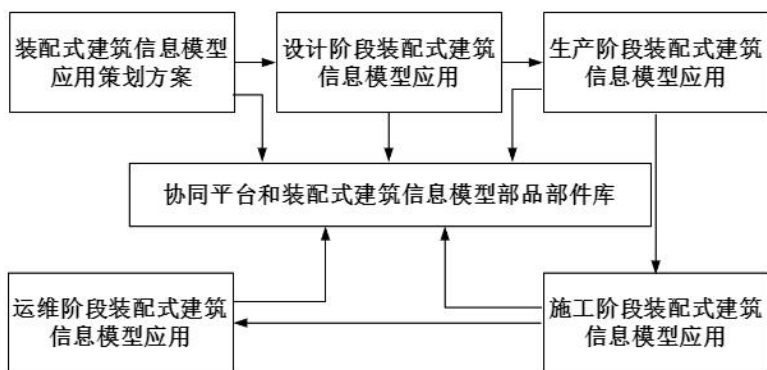 装配式建筑信息模型
应用策划方案
设计阶段装配式建筑
信息模型应用
生产阶段装配式建筑
信息模型应用
协同平台和装配式建筑信息模型部品部件库
运维阶段装配式建筑
信息模型应用
施工阶段装配式建筑
信息模型应用